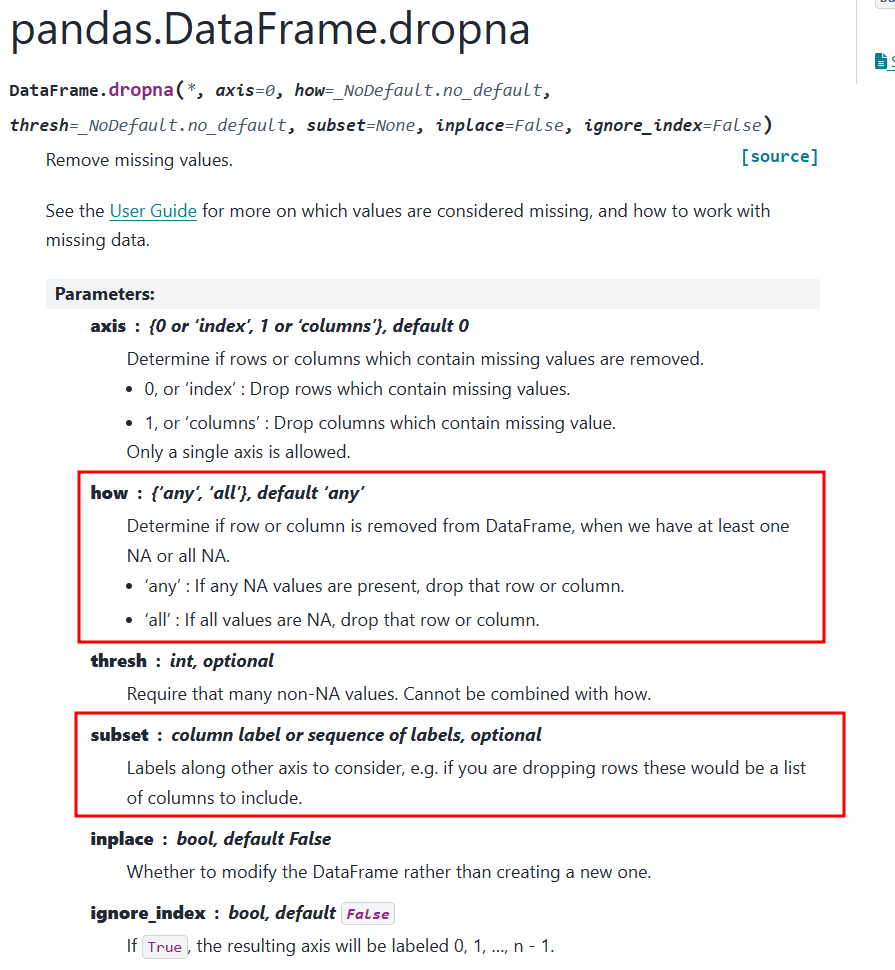 pandas.DataFrame.dropna
DataFrame.dropna(*, axis=0, how=_NoDefault.no_default,
thresh=_NoDefault.no_default, subset=None, inplace=False, ignore_index=False)
Remove missing values.
[source]
See the User Guide for more on which values are considered missing, and how to work with
missing data.
Parameters:
axis : {0 or ‘index’, 1 or ‘columns’}, default 0
Determine if rows or columns which contain missing values are removed.
• 0, or ‘index’ : Drop rows which contain missing values.
• 1, or ‘columns’ : Drop columns which contain missing value.
Only a single axis is allowed.
how : {‘any’, ‘all’}, default ‘any’
Determine if row or column is removed from DataFrame, when we have at least one
NA or all NA.
• ‘any’ : If any NA values are present, drop that row or column.
• ‘all’ : If all values are NA, drop that row or column.
thresh : int, optional
Require that many non-NA values. Cannot be combined with how.
subset : column label or sequence of labels, optional
Labels along other axis to consider, e.g. if you are dropping rows these would be a list
of columns to include.
inplace : bool, default False
Whether to modify the DataFrame rather than creating a new one.
ignore_index : bool, default False
If True, the resulting axis will be labeled 0, 1, …, n - 1.